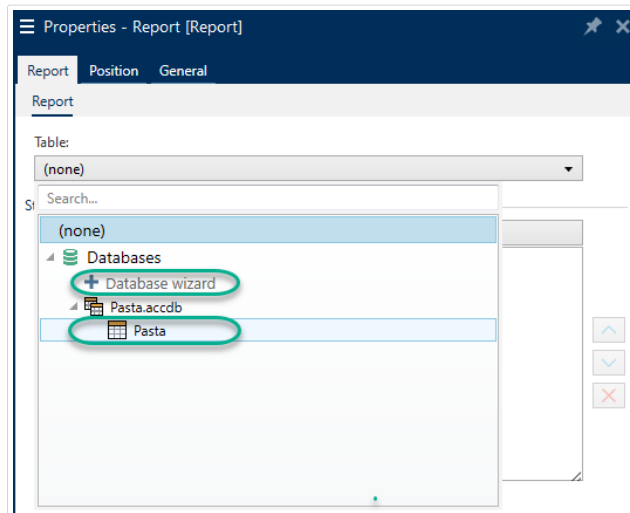 Properties - Report [Report]
Report Position General
Report
Table:
(none)
Search...
(none)
Databases
Database wizard
Pasta.accdb
Pasta